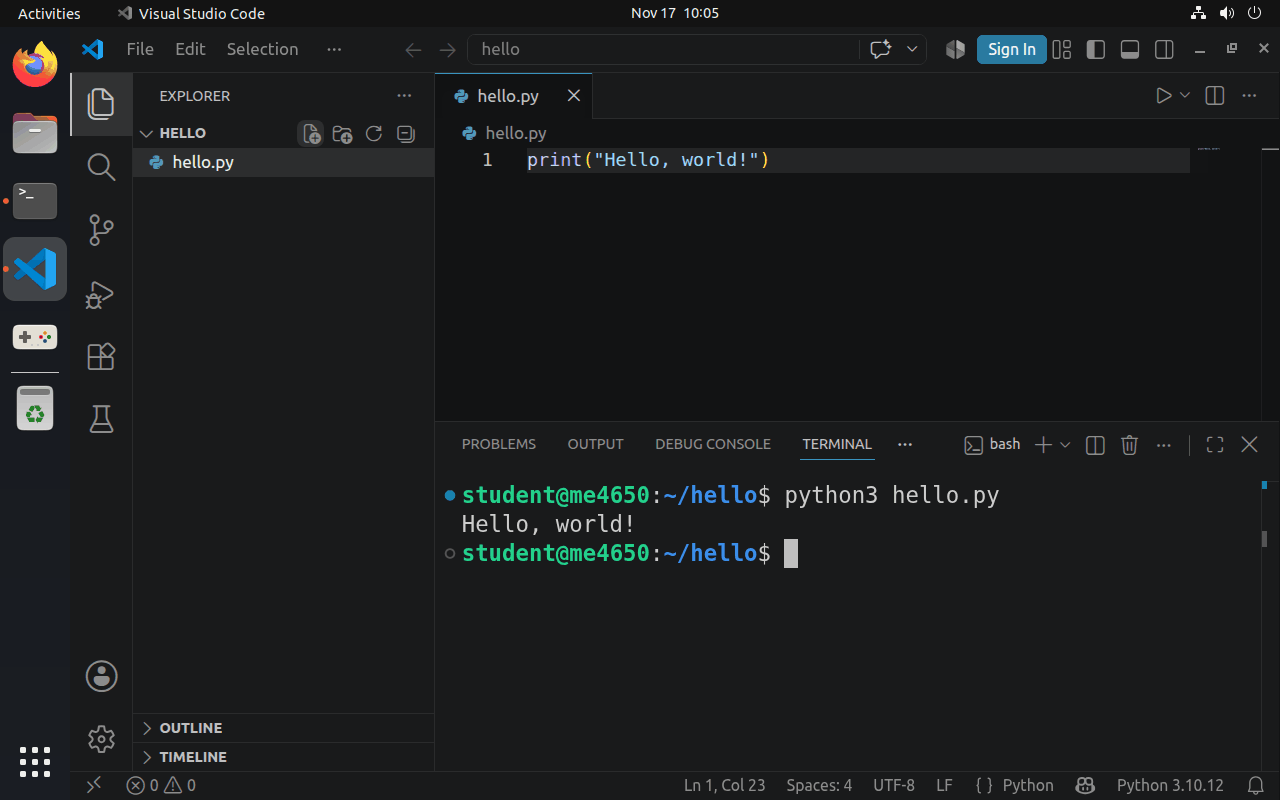 Activities Visual Studio Code Nov 17 10:05
File Edit Selection ··· hello Sign In
EXPLORER
HELLO
hello.py
OUTLINE
TIMELINE
hello.py
hello.py
1 print("Hello, world!")
PROBLEMS OUTPUT DEBUG CONSOLE TERMINAL ··· bash
student@me4650:~/hello$ python3 hello.py
Hello, world!
student@me4650:~/hello$
0 0 Ln 1, Col 23 Spaces: 4 UTF-8 LF { } Python Python 3.10.12